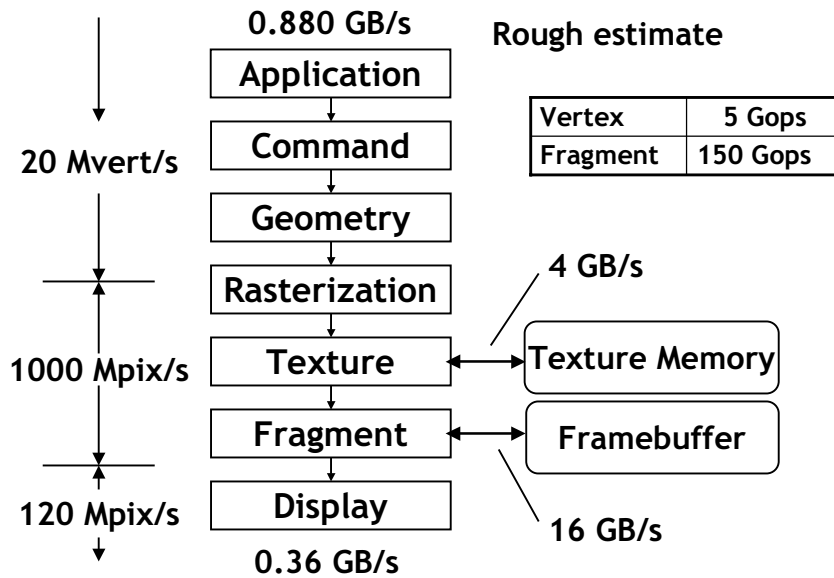 0.880 GB/s
Rough estimate
Application
Vertex 5 Gops
Fragment 150 Gops
Command
20 Mvert/s
Geometry
4 GB/s
Rasterization
Texture
Texture Memory
1000 Mpix/s
Fragment
Framebuffer
Display
120 Mpix/s
16 GB/s
0.36 GB/s